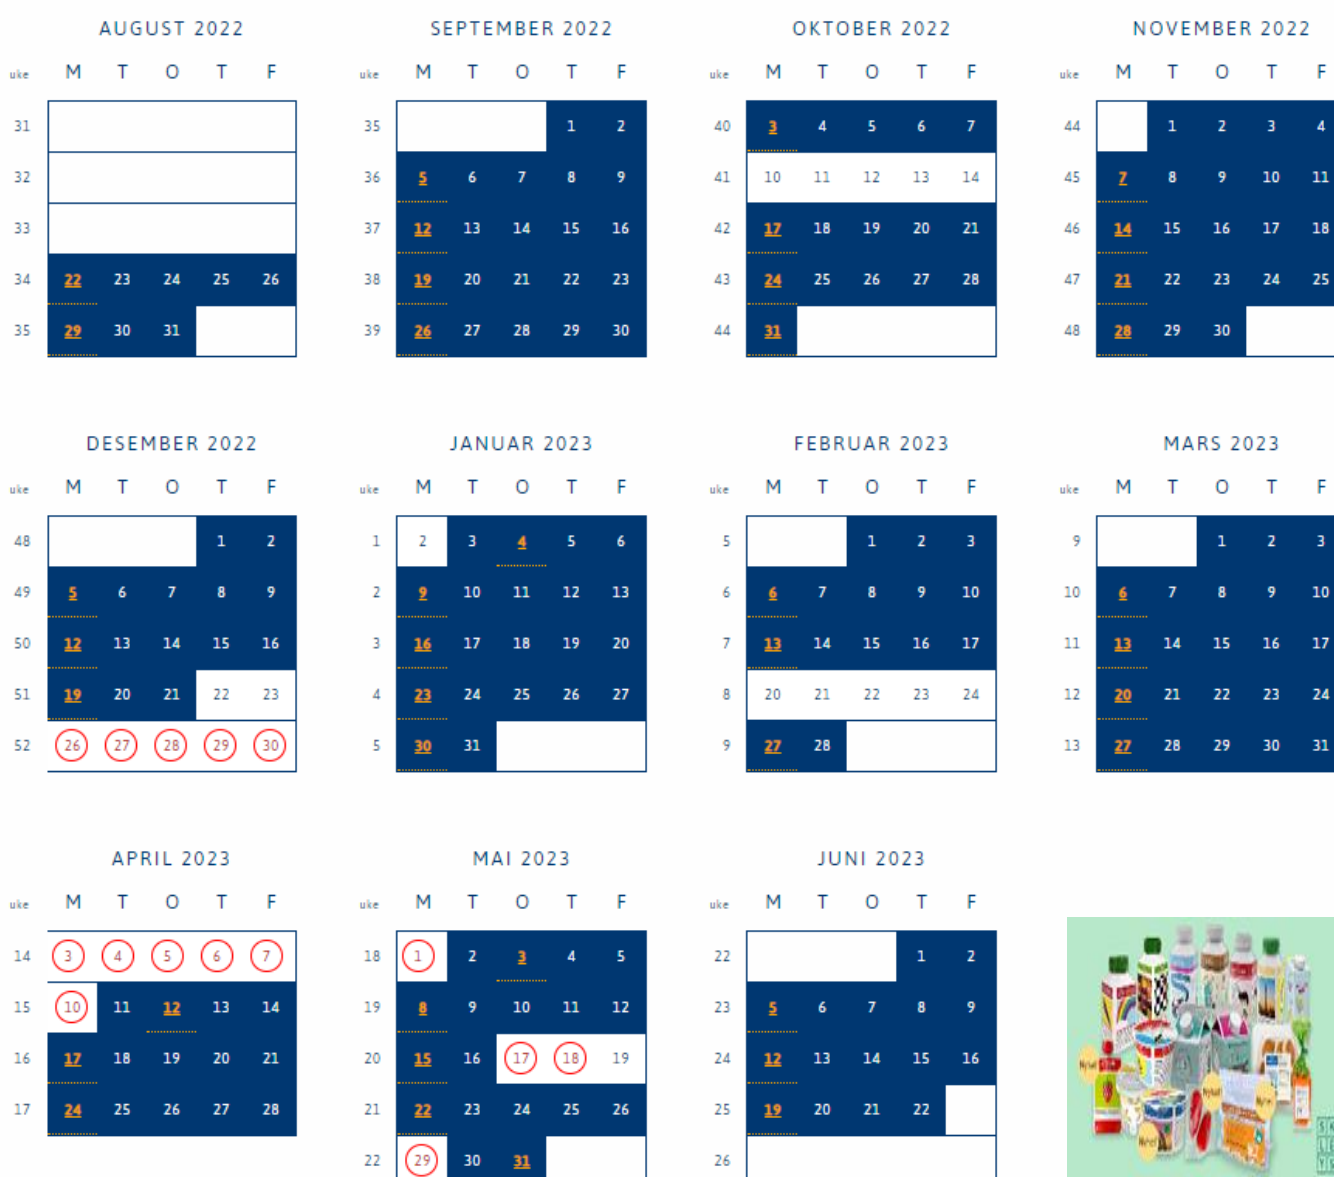 AUGUST 2022
uke M T O T F
31
32
33
34 22 23 24 25 26
35 29 30 31
SEPTEMBER 2022
uke M T O T F
35 1 2
36 5 6 7 8 9
37 12 13 14 15 16
38 19 20 21 22 23
39 26 27 28 29 30
OKTOBER 2022
uke M T O T F
40 3 4 5 6 7
41 10 11 12 13 14
42 17 18 19 20 21
43 24 25 26 27 28
44 31
NOVEMBER 2022
uke M T O T F
44 1 2 3 4
45 7 8 9 10 11
46 14 15 16 17 18
47 21 22 23 24 25
48 28 29 30
DESEMBER 2022
uke M T O T F
48 1 2
49 5 6 7 8 9
50 12 13 14 15 16
51 19 20 21 22 23
52 26 27 28 29 30
JANUAR 2023
uke M T O T F
1 2 3 4 5 6
2 9 10 11 12 13
3 16 17 18 19 20
4 23 24 25 26 27
5 30 31
FEBRUAR 2023
uke M T O T F
5 1 2 3
6 6 7 8 9 10
7 13 14 15 16 17
8 20 21 22 23 24
9 27 28
MARS 2023
uke M T O T F
9 1 2 3
10 6 7 8 9 10
11 13 14 15 16 17
12 20 21 22 23 24
13 27 28 29 30 31
APRIL 2023
uke M T O T F
14 3 4 5 6 7
15 10 11 12 13 14
16 17 18 19 20 21
17 24 25 26 27 28
MAI 2023
uke M T O T F
18 1 2 3 4 5
19 8 9 10 11 12
20 15 16 17 18 19
21 22 23 24 25 26
22 29 30 31
JUNI 2023
uke M T O T F
22 1 2
23 5 6 7 8 9
24 12 13 14 15 16
25 19 20 21 22
26
Nyhet
Nyhet
Nyhet
Nyhet